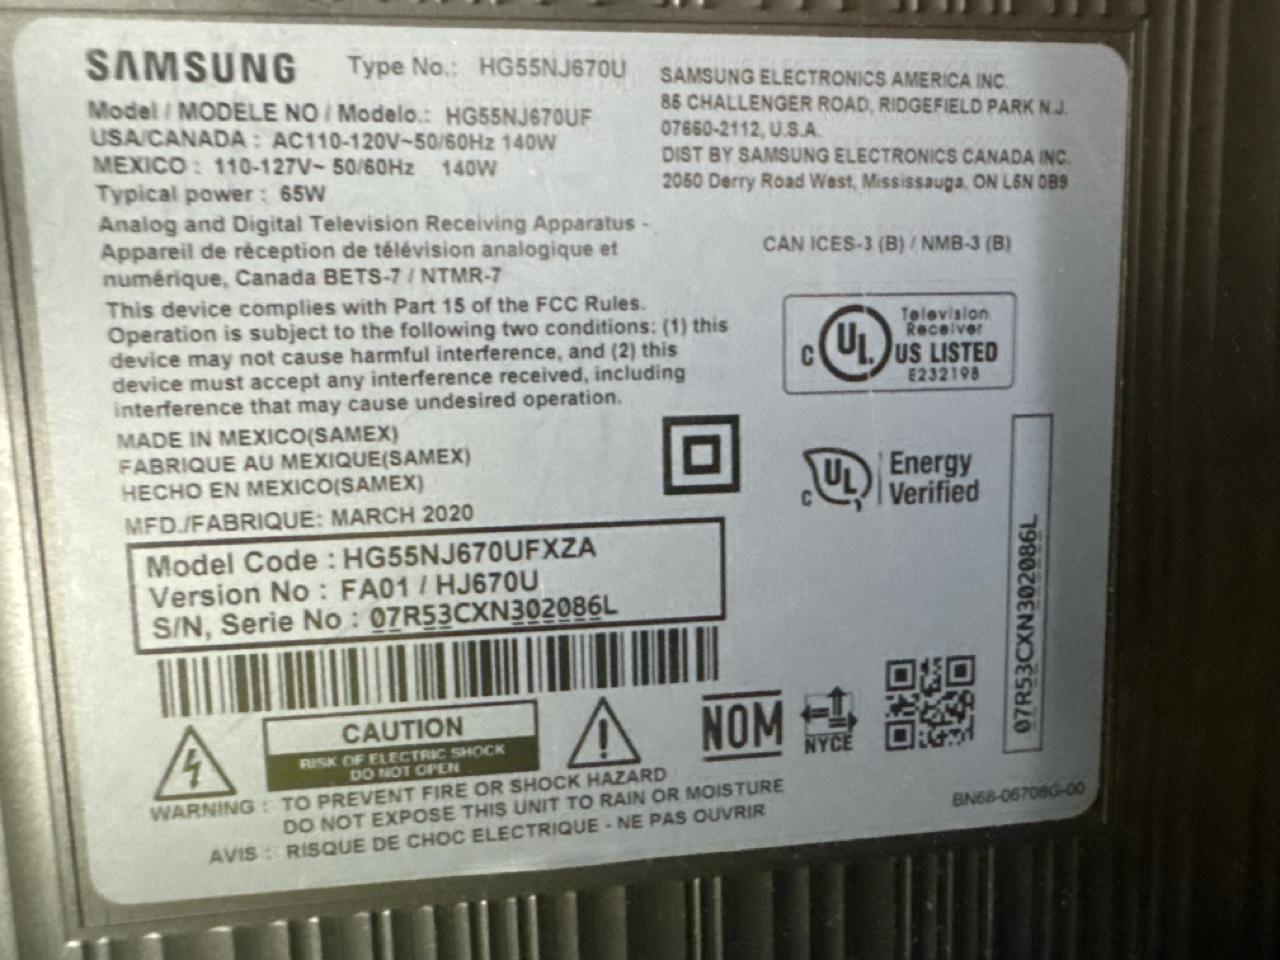 SAMSUNG Type No.: HG55NJ670U
Model / MODELE NO / Modelo.: HG55NJ670UF
USA/CANADA : AC110-120V~50/60Hz 140W
MEXICO : 110-127V~ 50/60Hz 140W
Typical power : 65W
Analog and Digital Television Receiving Apparatus -
Appareil de réception de télévision analogique et
numérique, Canada BETS-7 / NTMR-7
This device complies with Part 15 of the FCC Rules.
Operation is subject to the following two conditions: (1) this
device may not cause harmful interference, and (2) this
device must accept any interference received, including
interference that may cause undesired operation.
MADE IN MEXICO(SAMEX)
FABRIQUE AU MEXIQUE(SAMEX)
HECHO EN MEXICO(SAMEX)
MFD./FABRIQUE: MARCH 2020
SAMSUNG ELECTRONICS AMERICA INC.
85 CHALLENGER ROAD, RIDGEFIELD PARK N.J.
07660-2112, U.S.A.
DIST BY SAMSUNG ELECTRONICS CANADA INC.
2050 Derry Road West, Mississauga, ON L5N 0B9
CAN ICES-3 (B) / NMB-3 (B)
C UL US LISTED
Television
Receiver
E232198
C UL Energy
Verified
Model Code : HG55NJ670UFXZA
Version No : FA01 / HJ670U
S/N, Serie No : 07R53CXN302086L
07R53CXN302086L
CAUTION
RISK OF ELECTRIC SHOCK
DO NOT OPEN
NOM
NYCE
WARNING : TO PREVENT FIRE OR SHOCK HAZARD
DO NOT EXPOSE THIS UNIT TO RAIN OR MOISTURE
AVIS : RISQUE DE CHOC ELECTRIQUE - NE PAS OUVRIR
BN68-06708G-00